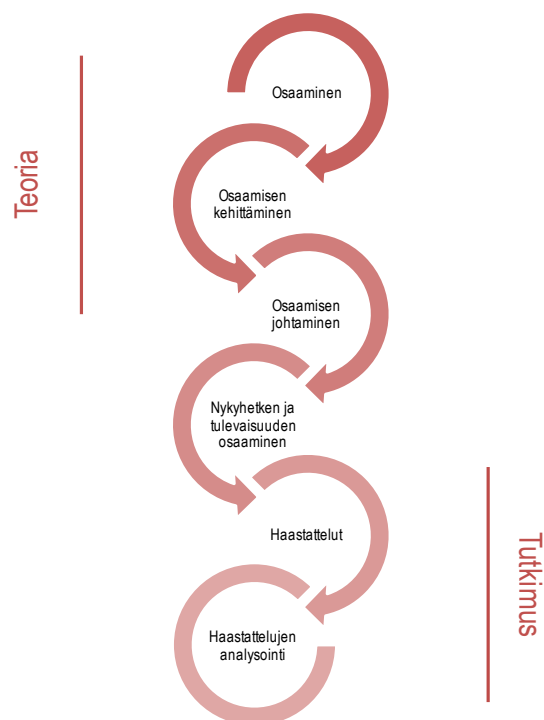 Osaaminen
Teoria
Osaamisen
kehittäminen
Osaamisen
johtaminen
Nykyhetken ja
tulevaisuuden
osaaminen
Haastattelut
Tutkimus
Haastattelujen
analysointi